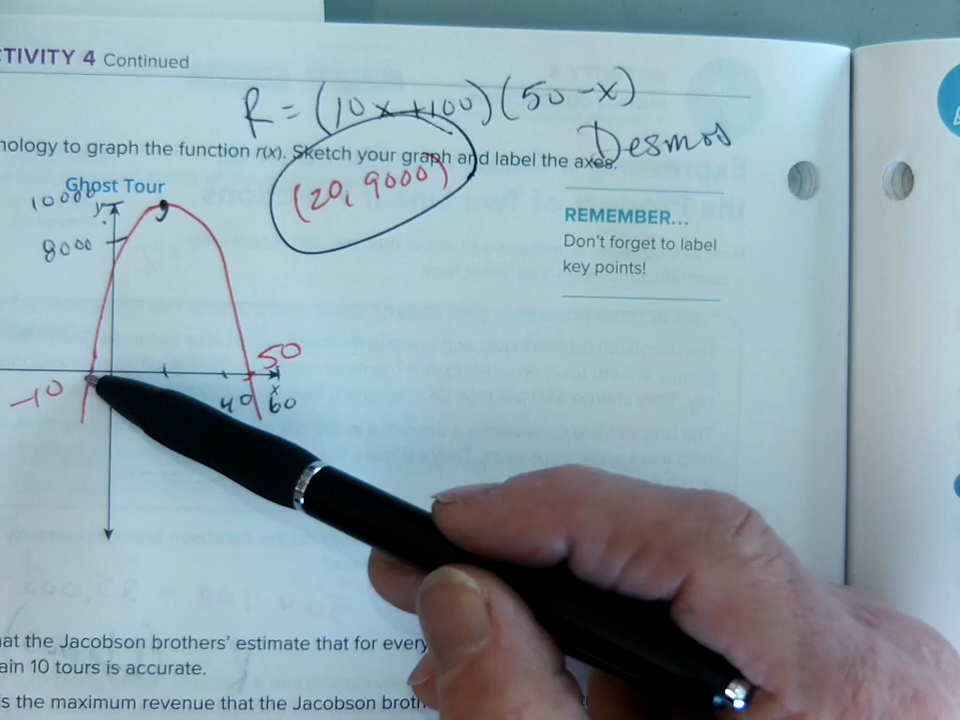 CTIVITY 4 Continued
R = (10x+100)(50-x)
Desmos
nology to graph the function r(x). Sketch your graph and label the axes.
Ghost Tour
10000
y
(20, 9000)
8000
REMEMBER...
Don't forget to label
key points!
50
-10
40
x
60
hat the Jacobson brothers' estimate that for every
ain 10 tours is accurate.
s the maximum revenue that the Jacobson broth